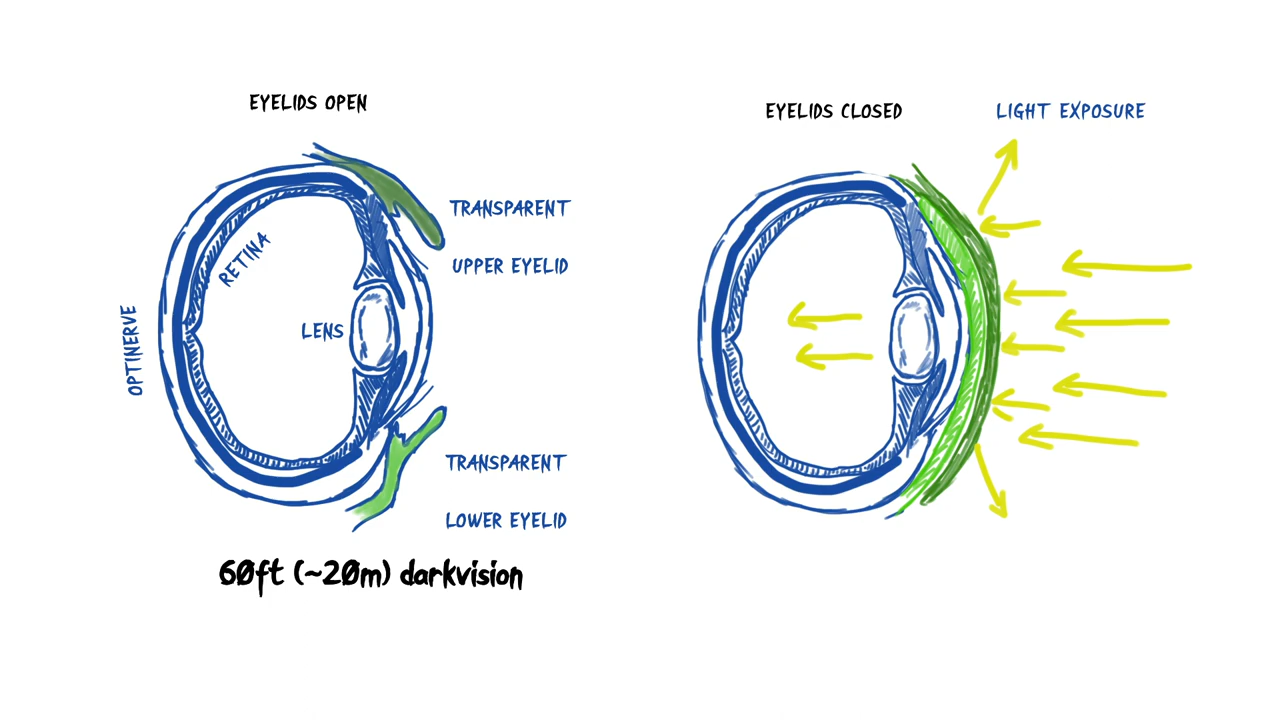 EYELIDS OPEN
EYELIDS CLOSED
LIGHT EXPOSURE
TRANSPARENT
UPPER EYELID
RETINA
OPTINERVE
LENS
TRANSPARENT
LOWER EYELID
60ft (~20m) darkvision